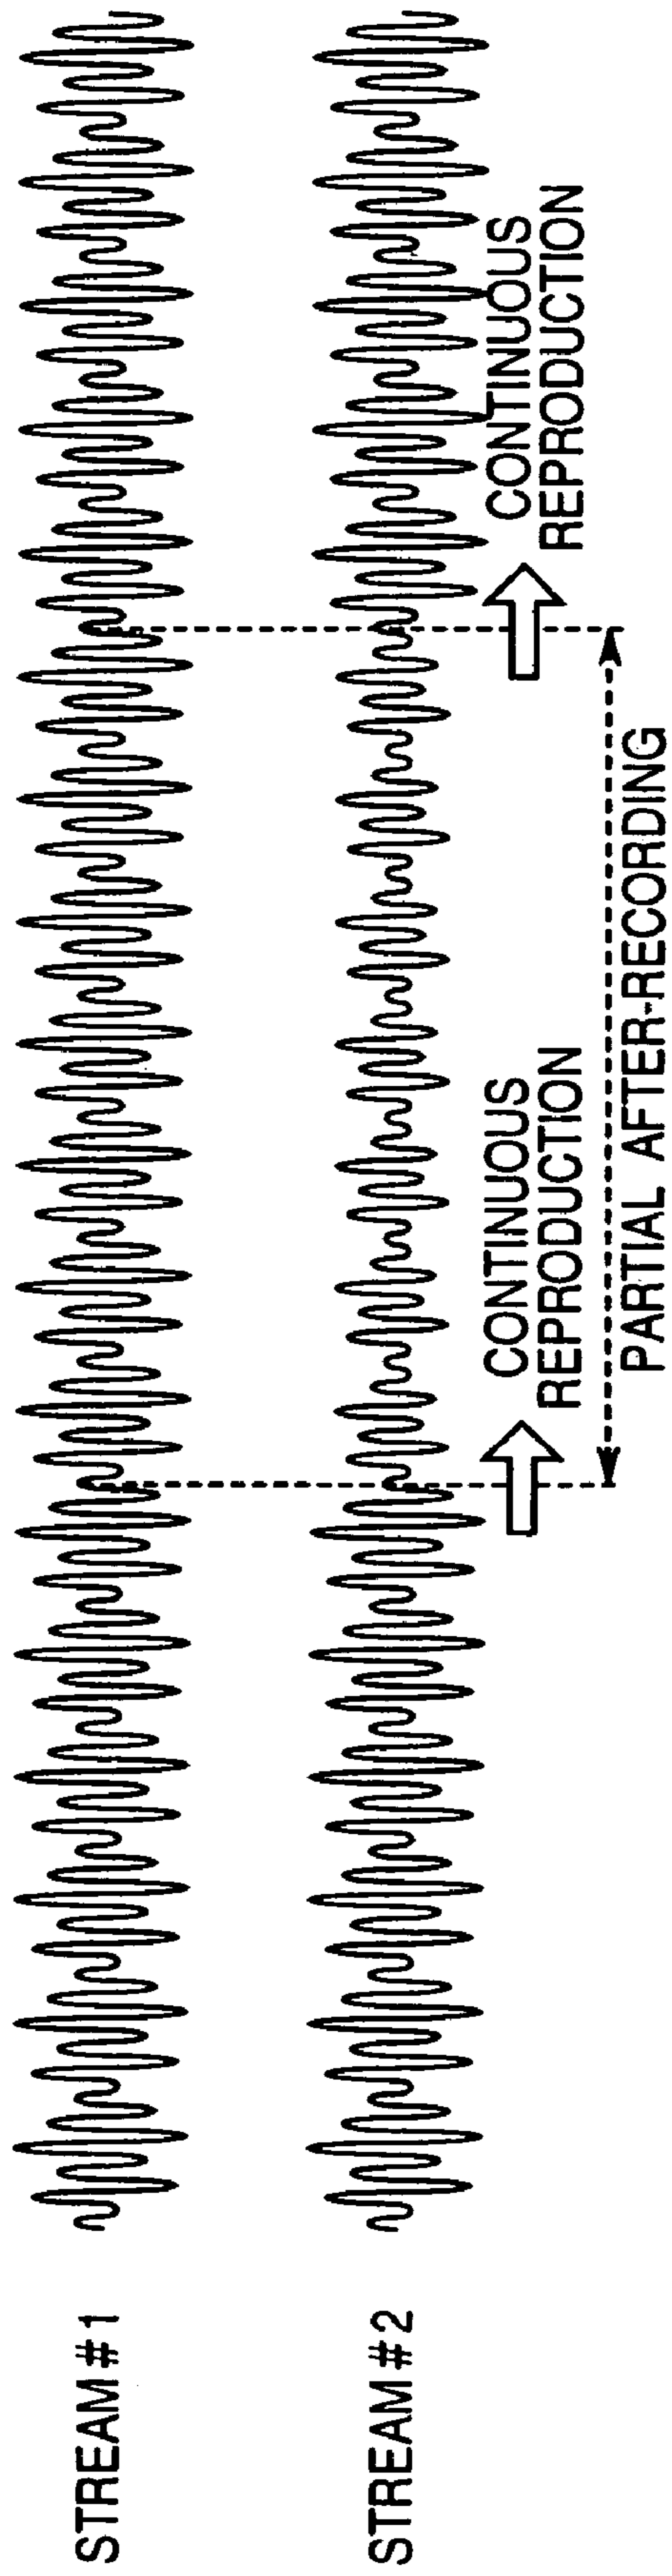 STREAM#1
STREAM#2
CONTINUOUS
REPRODUCTION
CONTINUOUS
REPRODUCTION
PARTIAL AFTER-RECORDING